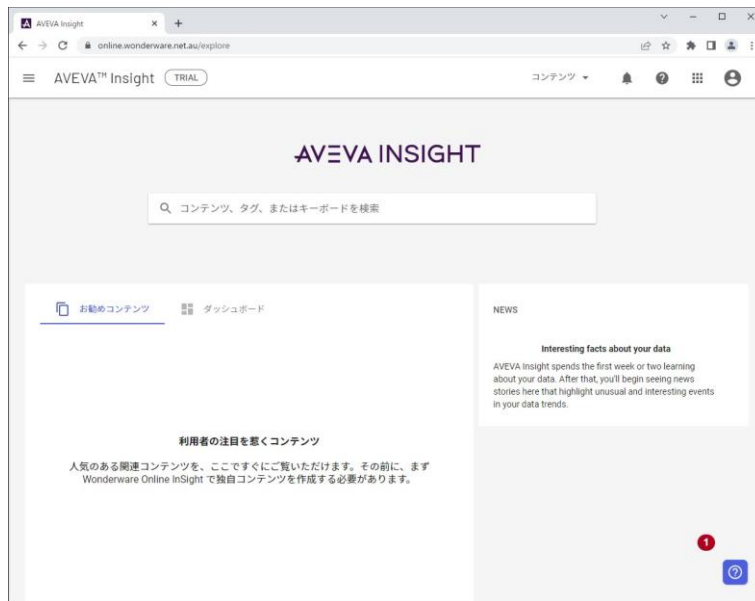 AVEVA Insight
online.wonderware.net.au/explore
AVEVA™ Insight TRIAL コンテンツ
AVEVA INSIGHT
コンテンツ、タグ、またはキーボードを検索
お勧めコンテンツ ダッシュボード
利用者の注目を惹くコンテンツ
人気のある関連コンテンツを、ここですぐにご覧いただけます。その前に、まず
Wonderware Online InSight で独自コンテンツを作成する必要があります。
NEWS
Interesting facts about your data
AVEVA Insight spends the first week or two learning
about your data. After that, you'll begin seeing news
stories here that highlight unusual and interesting events
in your data trends.
1